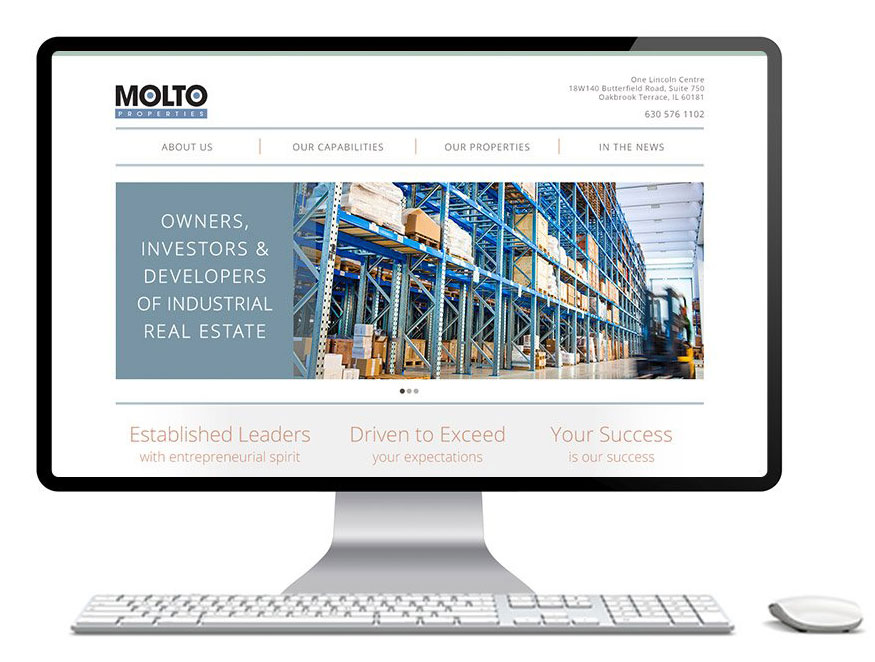 MOLTO
PROPERTIES
One Lincoln Centre
18W140 Butterfield Road, Suite 750
Oakbrook Terrace, IL 60181
630 576 1102
ABOUT US
OUR CAPABILITIES
OUR PROPERTIES
IN THE NEWS
OWNERS,
INVESTORS &
DEVELOPERS
OF INDUSTRIAL
REAL ESTATE
Established Leaders
with entrepreneurial spirit
Driven to Exceed
your expectations
Your Success
is our success